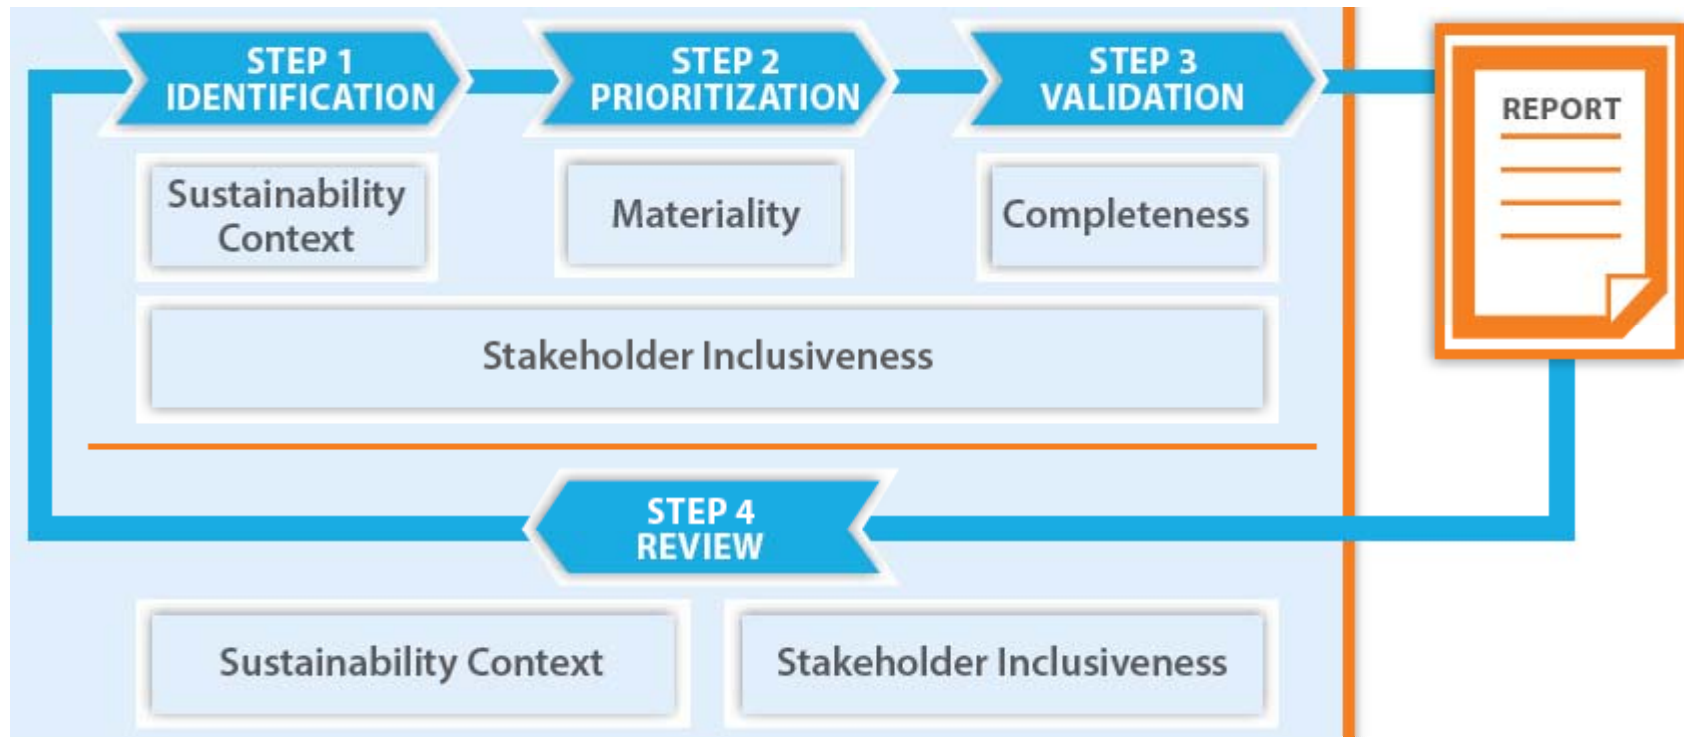 STEP 1
IDENTIFICATION
STEP 2
PRIORITIZATION
STEP 3
VALIDATION
REPORT
Sustainability
Context
Materiality
Completeness
Stakeholder Inclusiveness
STEP 4
REVIEW
Sustainability Context
Stakeholder Inclusiveness